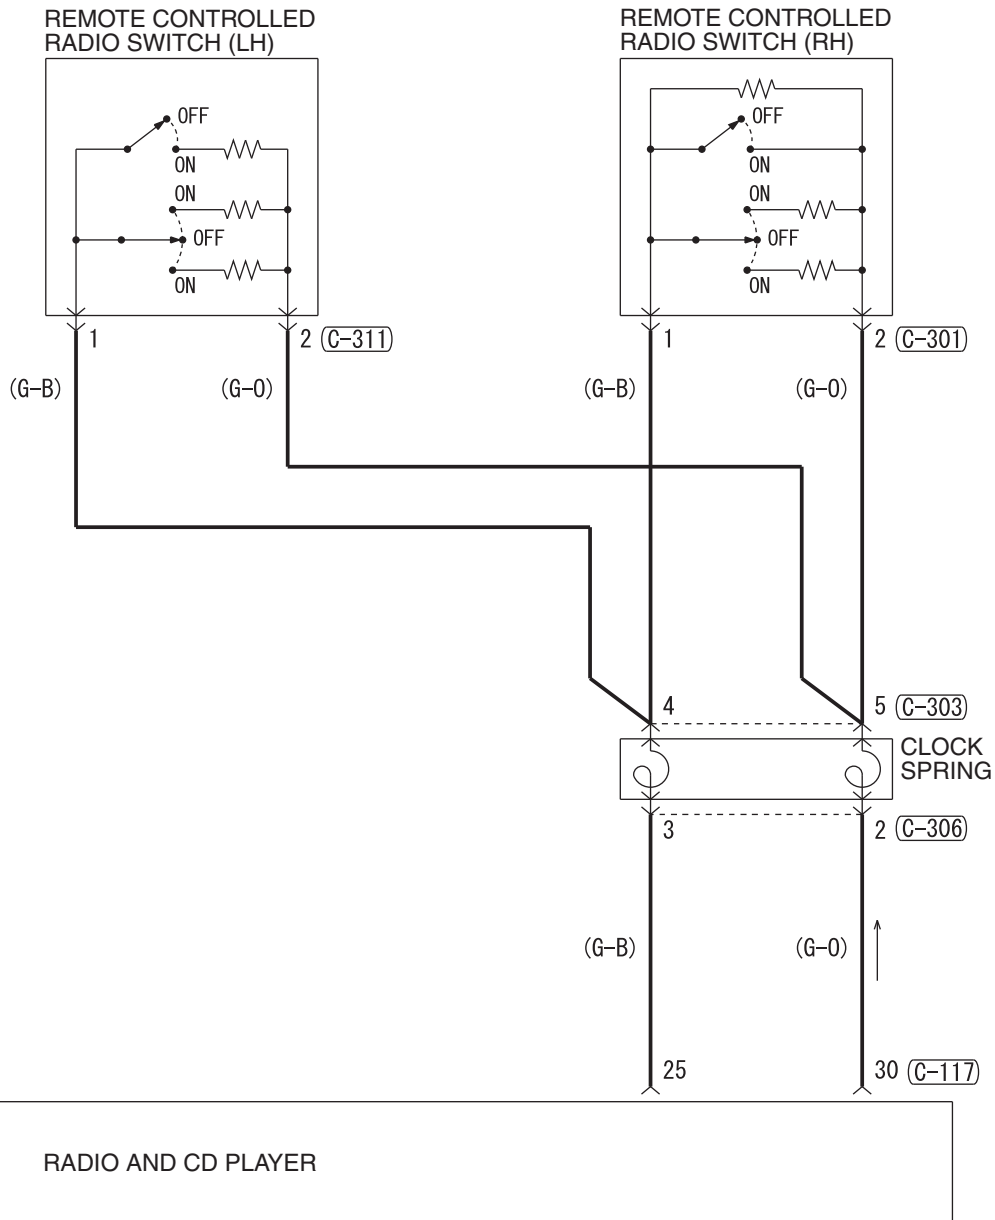 REMOTE CONTROLLED
RADIO SWITCH (LH)
REMOTE CONTROLLED
RADIO SWITCH (RH)
OFF
ON
ON
OFF
ON
OFF
ON
ON
OFF
ON
1
2 (C-311)
1
2 (C-301)
(G-B)
(G-O)
(G-B)
(G-O)
4
5 (C-303)
CLOCK
SPRING
3
2 (C-306)
(G-B)
(G-O)
25
30 (C-117)
RADIO AND CD PLAYER